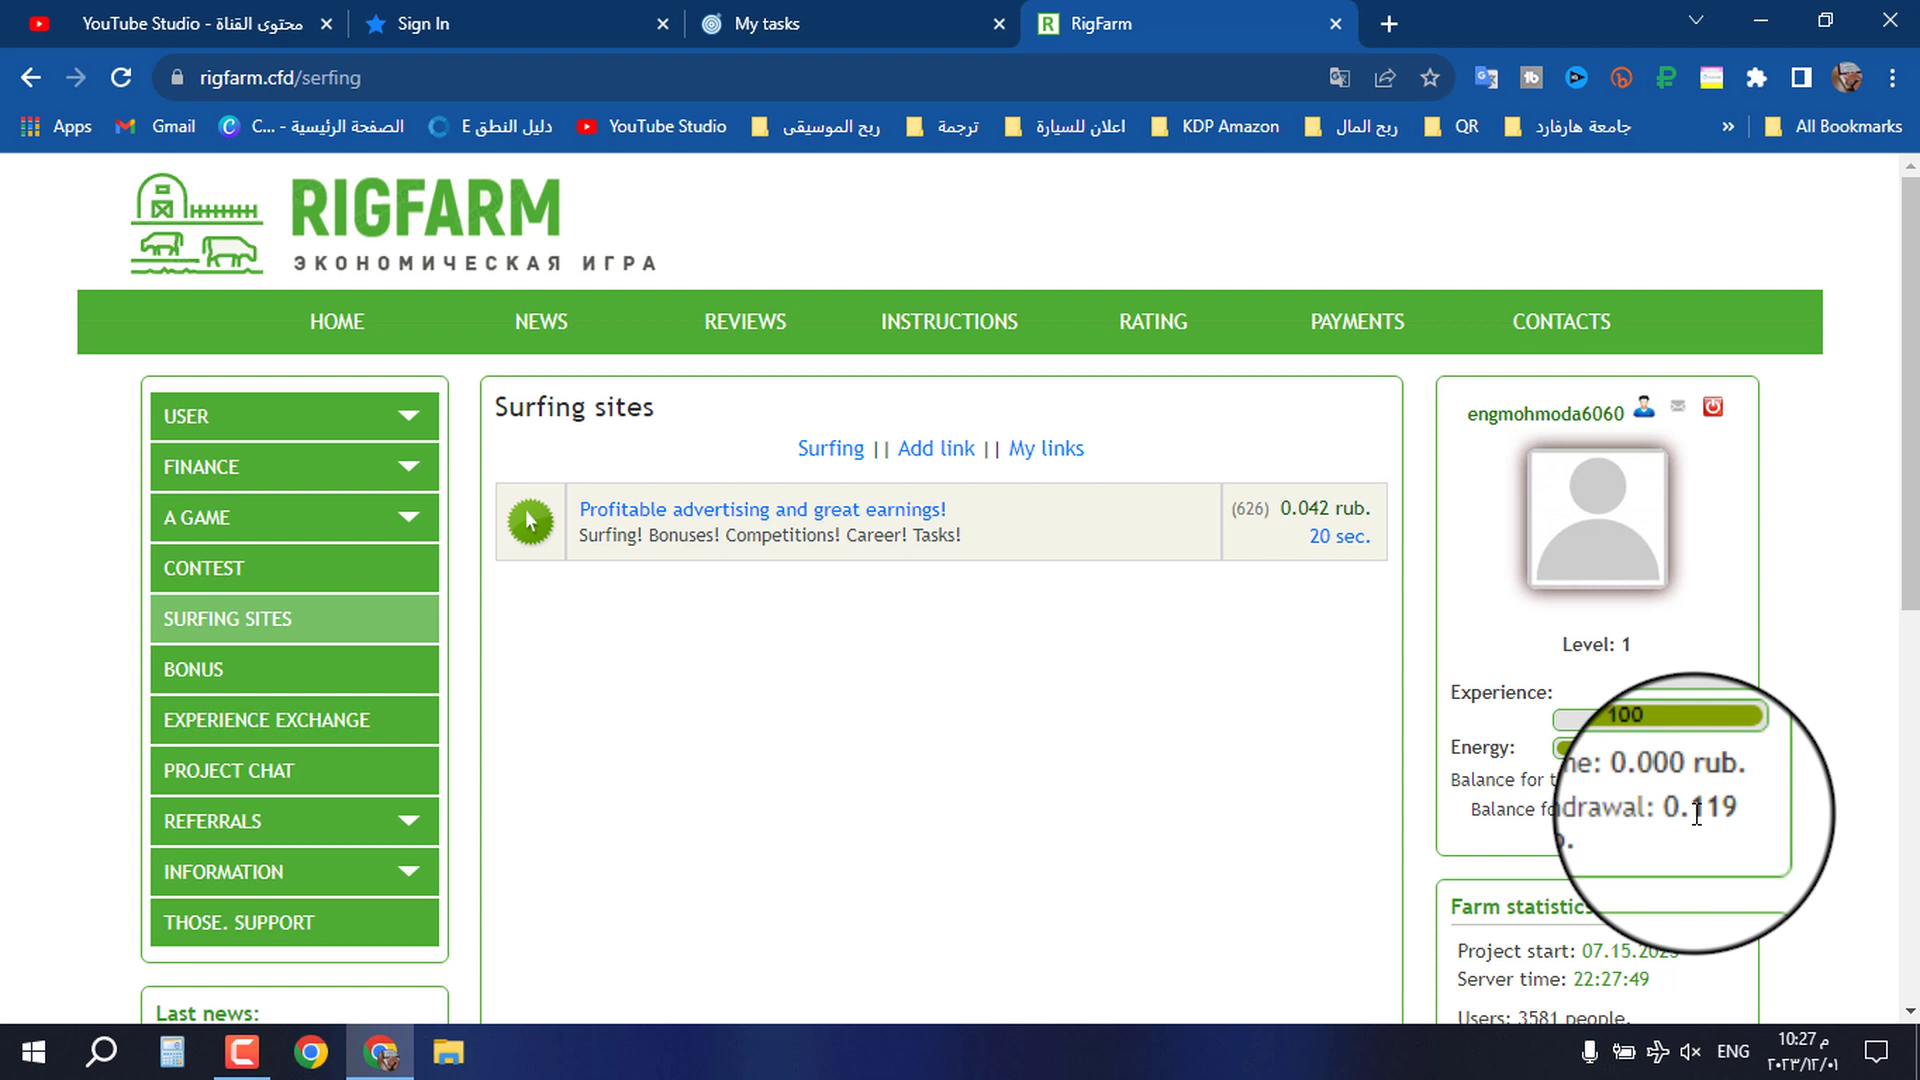 YouTube Studio - محتوى القناة
Sign In
My tasks
RigFarm
rigfarm.cfd/serfing
Apps
Gmail
C... - الصفحة الرئيسية
دليل النطق E
YouTube Studio
ربح الموسيقى
ترجمة
اعلان للسيارة
KDP Amazon
ربح المال
QR
جامعة هارفارد
»
All Bookmarks
RIGFARM
ЭКОНОМИЧЕСКАЯ ИГРА
HOME
NEWS
REVIEWS
INSTRUCTIONS
RATING
PAYMENTS
CONTACTS
USER
FINANCE
A GAME
CONTEST
SURFING SITES
BONUS
EXPERIENCE EXCHANGE
PROJECT CHAT
REFERRALS
INFORMATION
THOSE. SUPPORT
Last news:
Surfing sites
Surfing || Add link || My links
Profitable advertising and great earnings!
Surfing! Bonuses! Competitions! Career! Tasks!
(626) 0.042 rub.
20 sec.
engmohmoda6060
Level: 1
Experience:
100
Energy:
Balance for t ne: 0.000 rub.
Balance fo drawal: 0.119
Farm statistics
Project start: 07.15.2023
Server time: 22:27:49
Users: 3581 people.
ENG
10:27 م
٢٠٢٣/١٢/٠١